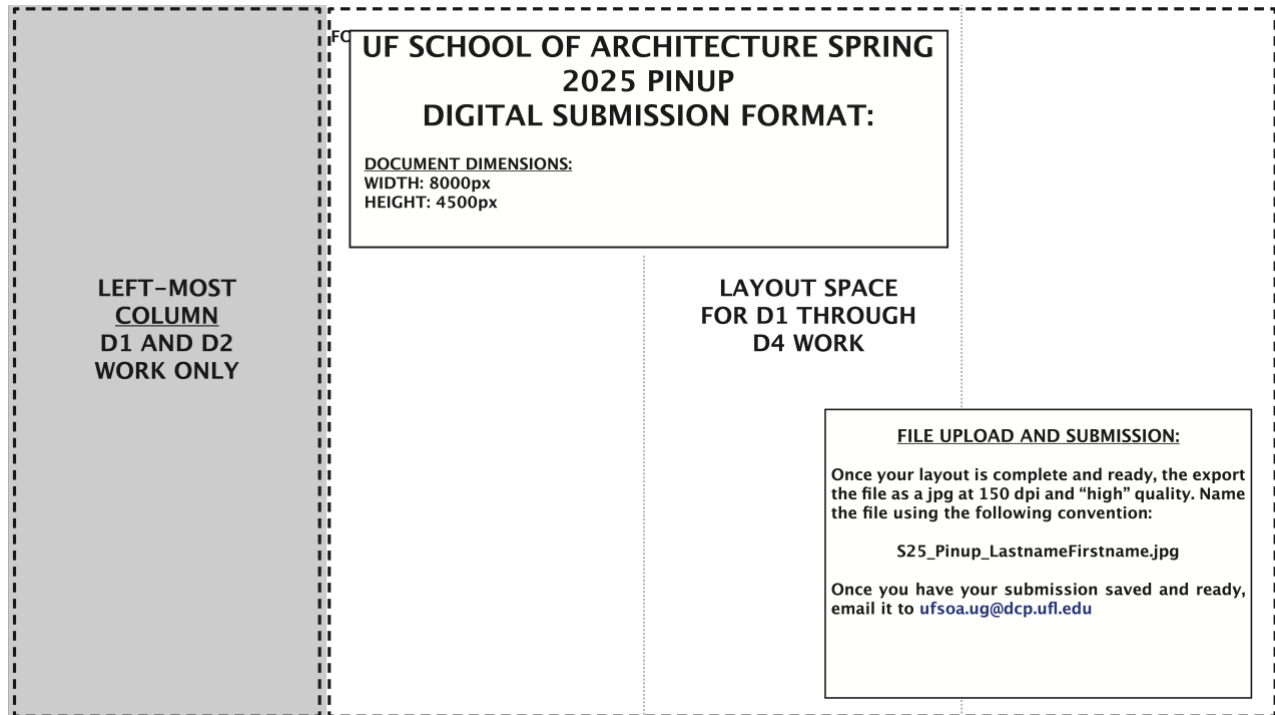 FO
UF SCHOOL OF ARCHITECTURE SPRING
2025 PINUP
DIGITAL SUBMISSION FORMAT:
DOCUMENT DIMENSIONS:
WIDTH: 8000px
HEIGHT: 4500px
LEFT-MOST
COLUMN
D1 AND D2
WORK ONLY
LAYOUT SPACE
FOR D1 THROUGH
D4 WORK
FILE UPLOAD AND SUBMISSION:
Once your layout is complete and ready, the export
the file as a jpg at 150 dpi and “high” quality. Name
the file using the following convention:
S25_Pinup_LastnameFirstname.jpg
Once you have your submission saved and ready,
email it to ufsoa.ug@dcp.ufl.edu